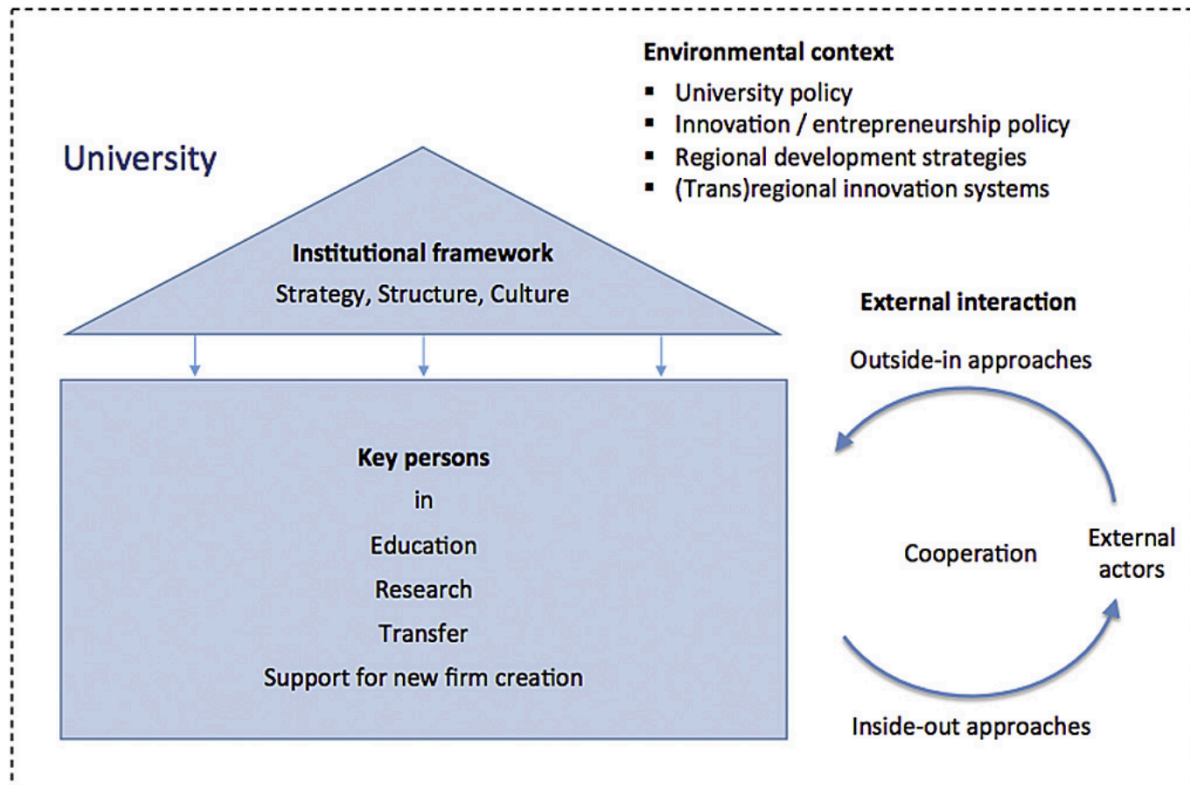 Environmental context
▪ University policy
▪ Innovation / entrepreneurship policy
▪ Regional development strategies
▪ (Trans)regional innovation systems
University
Institutional framework
Strategy, Structure, Culture
Key persons
in
Education
Research
Transfer
Support for new firm creation
External interaction
Outside-in approaches
Cooperation
External
actors
Inside-out approaches